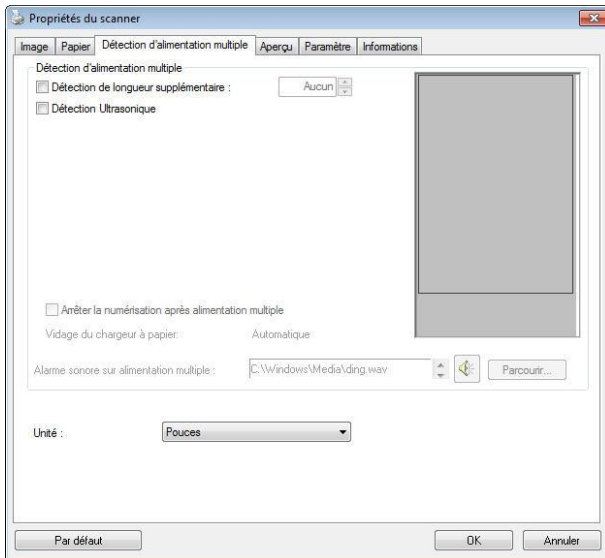 Propriétés du scanner
Image Papier Détection d'alimentation multiple Aperçu Paramètre Informations
Détection d'alimentation multiple
Détection de longueur supplémentaire : Aucun
Détection Ultrasonique
Arrêter la numérisation après alimentation multiple
Vidage du chargeur à papier: Automatique
Alarme sonore sur alimentation multiple : C:\Windows\Media\ding.wav Parcourir...
Unité : Pouces
Par défaut OK Annuler